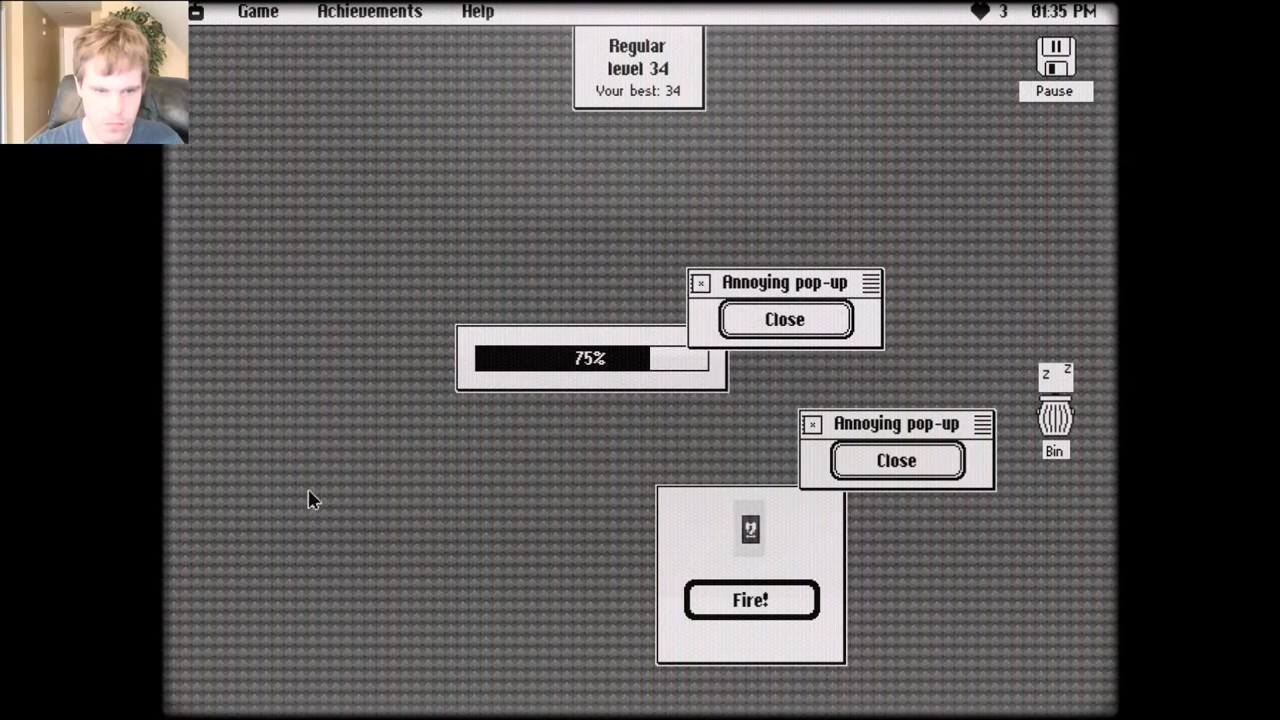 Game Achievements Help 3 01:35 PM
Regular
level 34
Your best: 34
Pause
Annoying pop-up
Close
75%
z z
Annoying pop-up
Close
Bin
Fire!